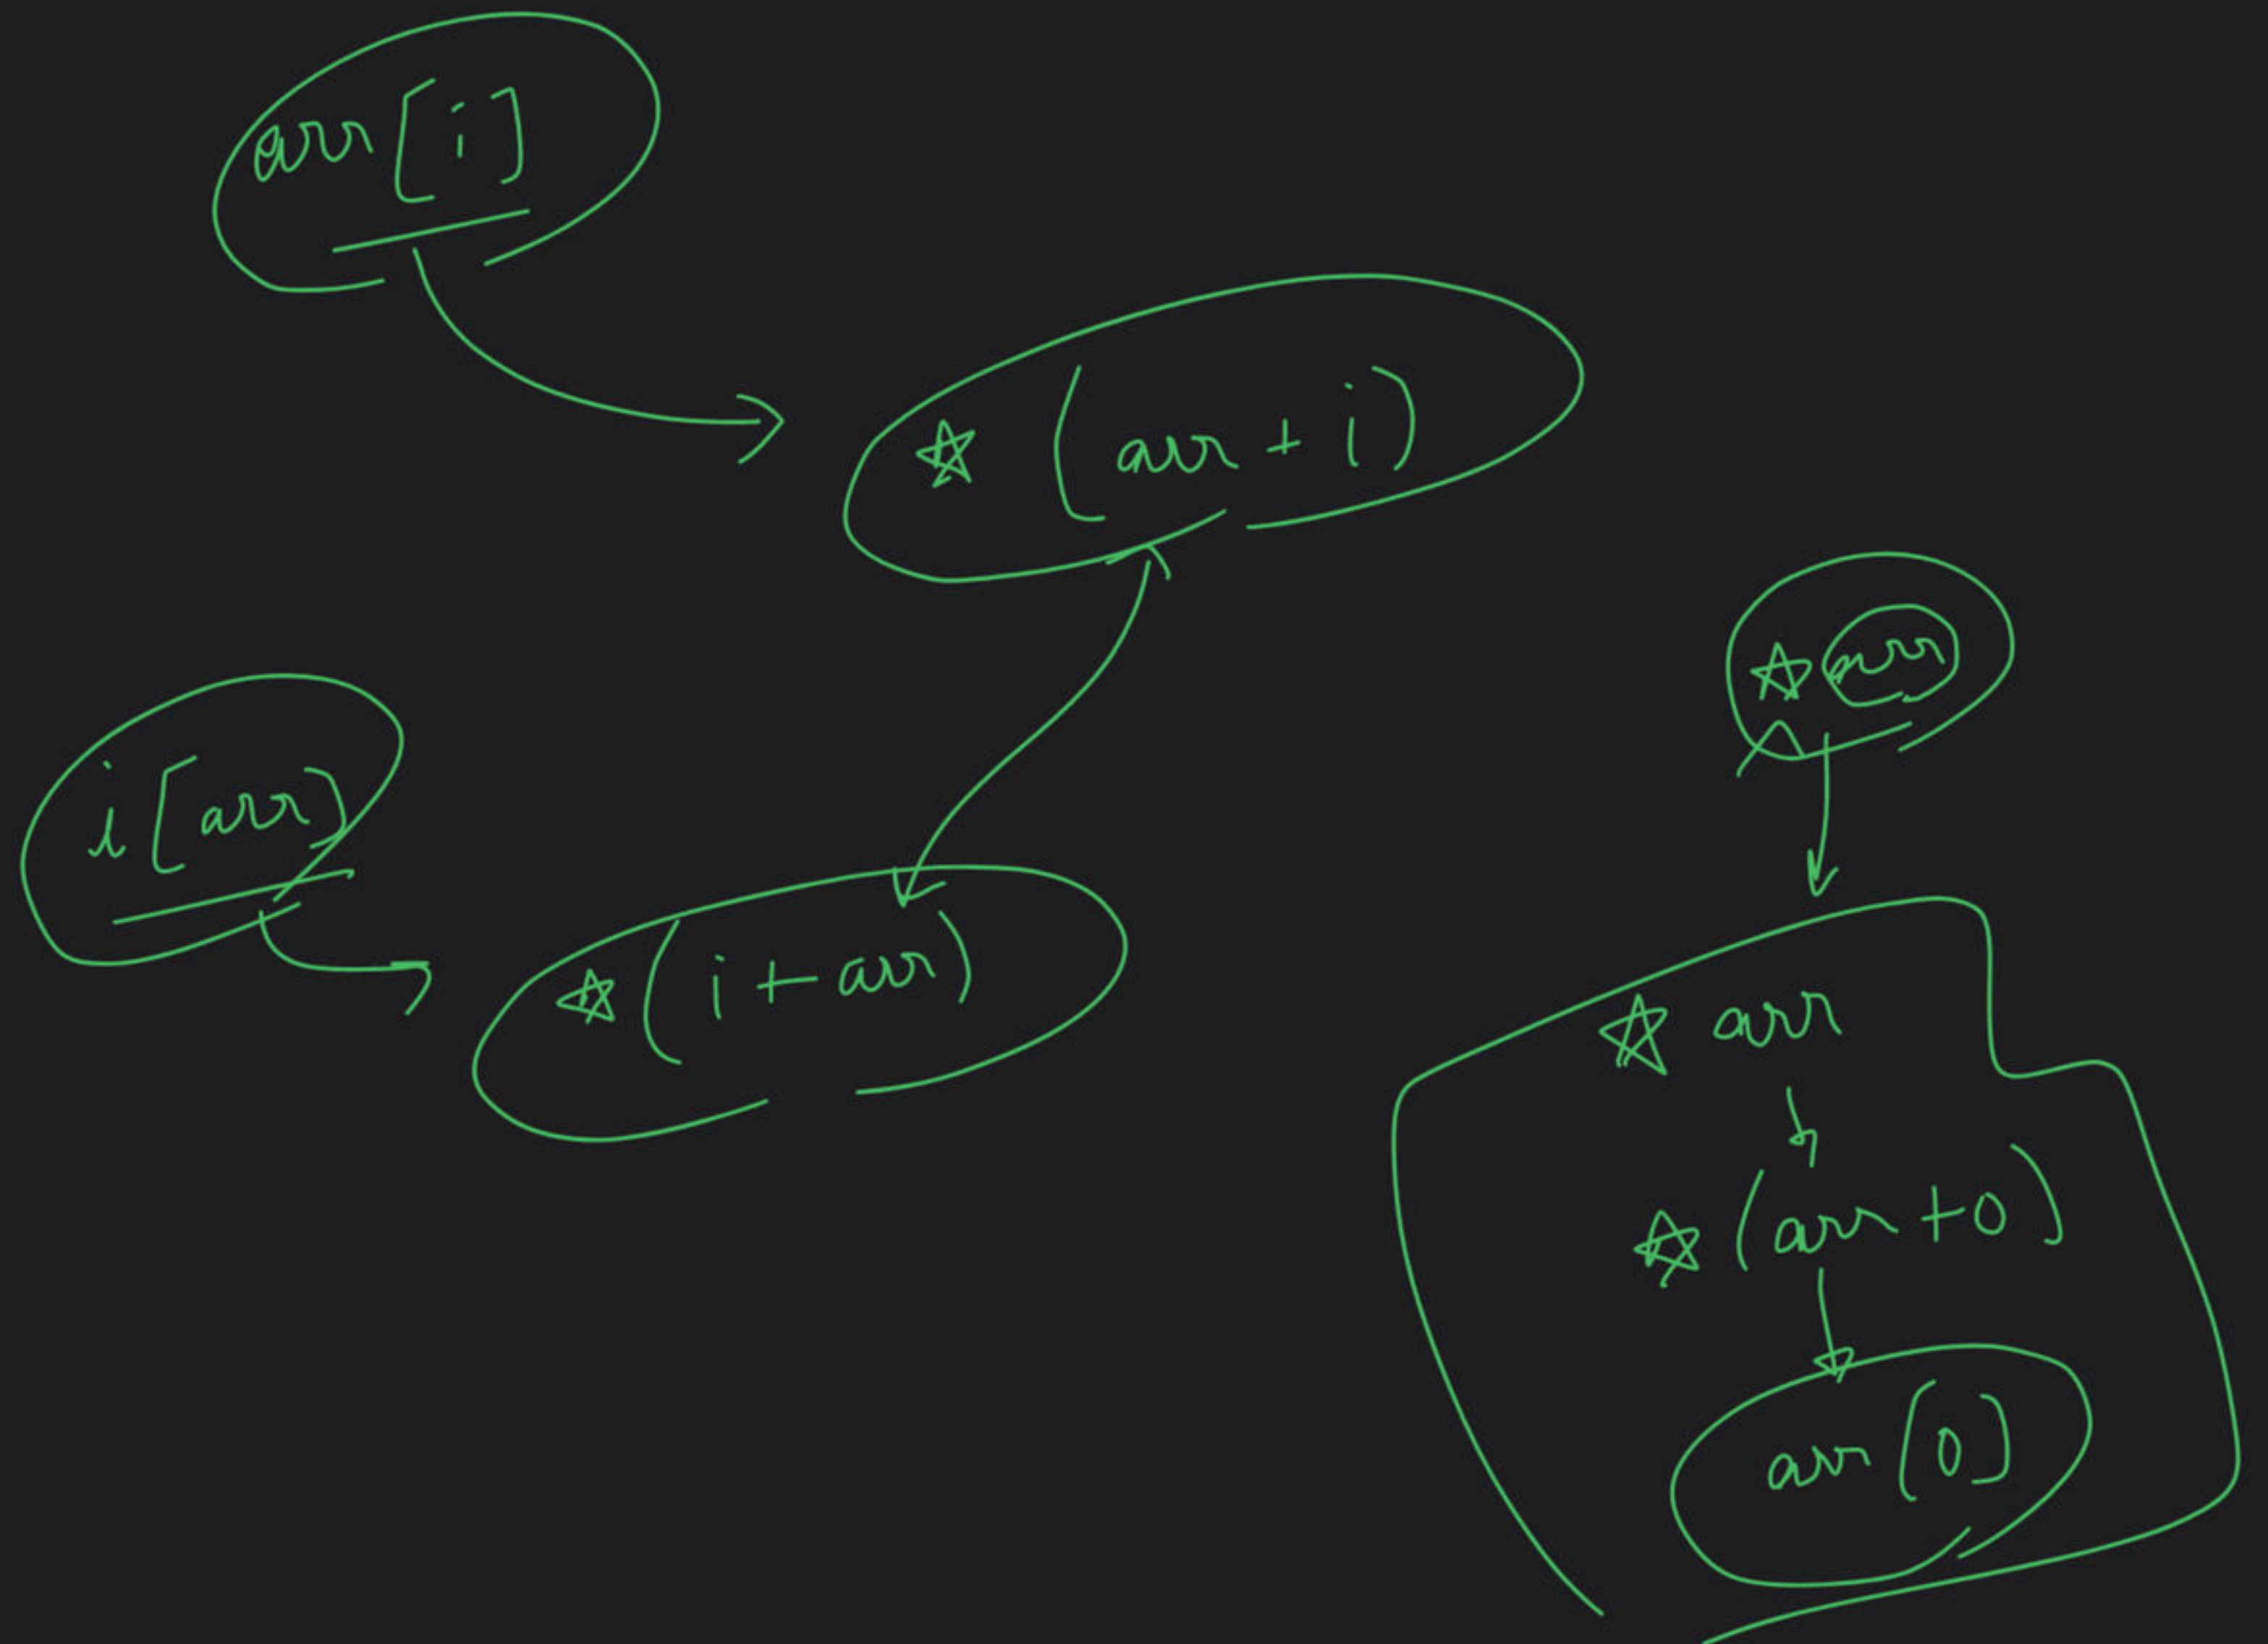 arr[i]
*(arr + i)
*arr
i[arr]
*(i + arr)
*arr
*(arr + 0)
arr[0]